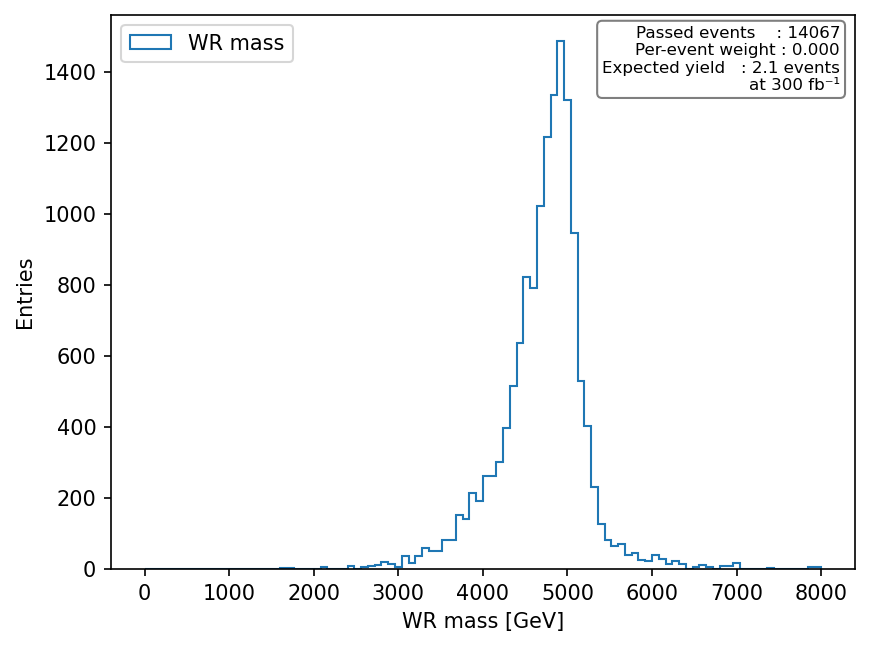 WR mass
Passed events    : 14067
Per-event weight : 0.000
Expected yield   : 2.1 events
at 300 fb⁻¹
1400
1200
1000
800
600
400
200
0
Entries
0 1000 2000 3000 4000 5000 6000 7000 8000
WR mass [GeV]